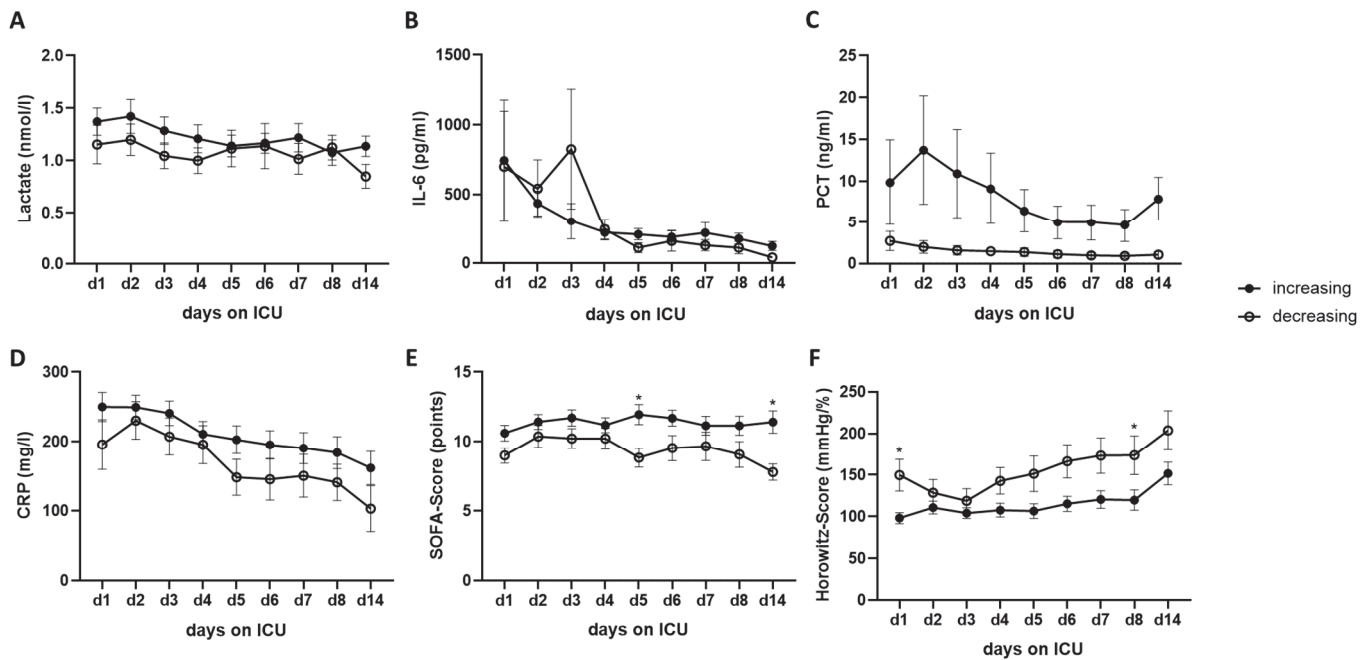 A
Lactate (nmol/l)
2.0
1.5
1.0
0.5
0.0
d1 d2 d3 d4 d5 d6 d7 d8 d14
days on ICU
B
IL-6 (pg/ml)
1500
1000
500
0
d1 d2 d3 d4 d5 d6 d7 d8 d14
days on ICU
C
PCT (ng/ml)
25
20
15
10
5
0
d1 d2 d3 d4 d5 d6 d7 d8 d14
days on ICU
increasing
decreasing
D
CRP (mg/l)
300
200
100
0
d1 d2 d3 d4 d5 d6 d7 d8 d14
days on ICU
E
SOFA-Score (points)
15
10
5
0
* *
d1 d2 d3 d4 d5 d6 d7 d8 d14
days on ICU
F
Horowitz-Score (mmHg/%)
250
200
150
100
50
0
* *
d1 d2 d3 d4 d5 d6 d7 d8 d14
days on ICU